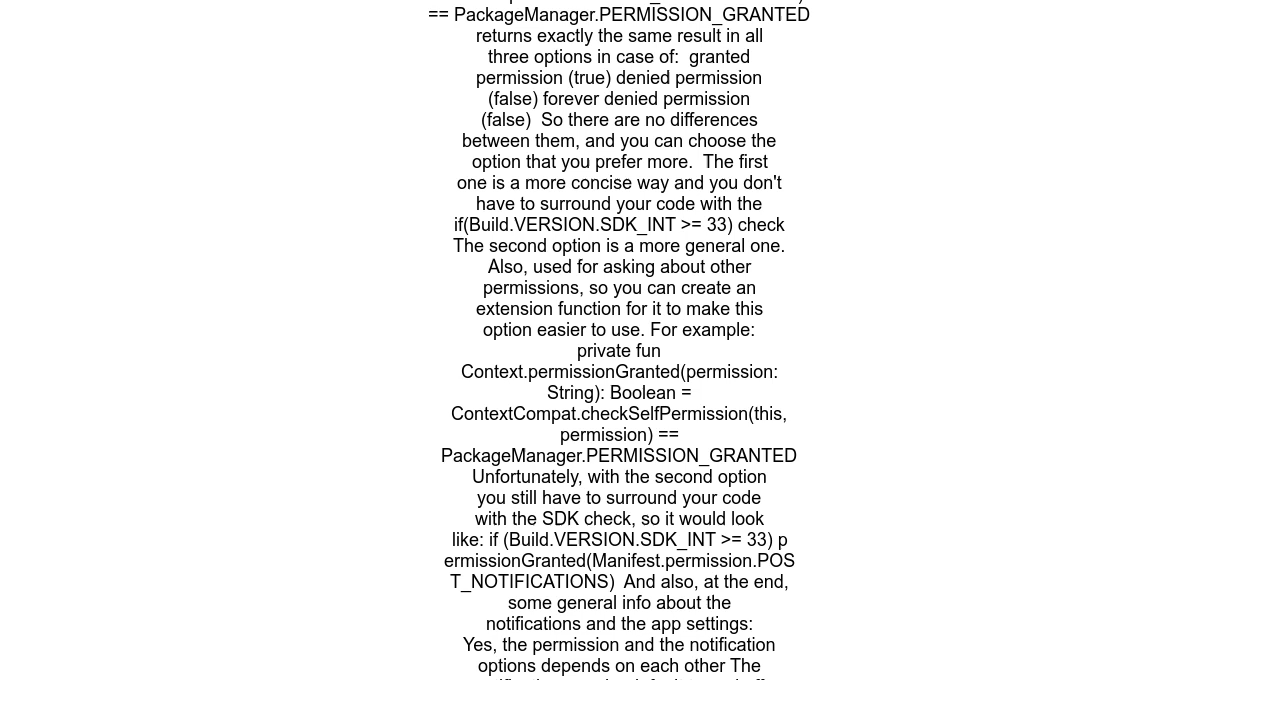 == PackageManager.PERMISSION_GRANTED
returns exactly the same result in all
three options in case of:  granted
permission (true) denied permission
(false) forever denied permission
(false)  So there are no differences
between them, and you can choose the
option that you prefer more.  The first
one is a more concise way and you don't
have to surround your code with the
if(Build.VERSION.SDK_INT >= 33) check
The second option is a more general one.
Also, used for asking about other
permissions, so you can create an
extension function for it to make this
option easier to use. For example:
private fun
Context.permissionGranted(permission:
String): Boolean =
ContextCompat.checkSelfPermission(this,
permission) ==
PackageManager.PERMISSION_GRANTED
Unfortunately, with the second option
you still have to surround your code
with the SDK check, so it would look
like: if (Build.VERSION.SDK_INT >= 33) p
ermissionGranted(Manifest.permission.POS
T_NOTIFICATIONS)  And also, at the end,
some general info about the
notifications and the app settings:
Yes, the permission and the notification
options depends on each other The